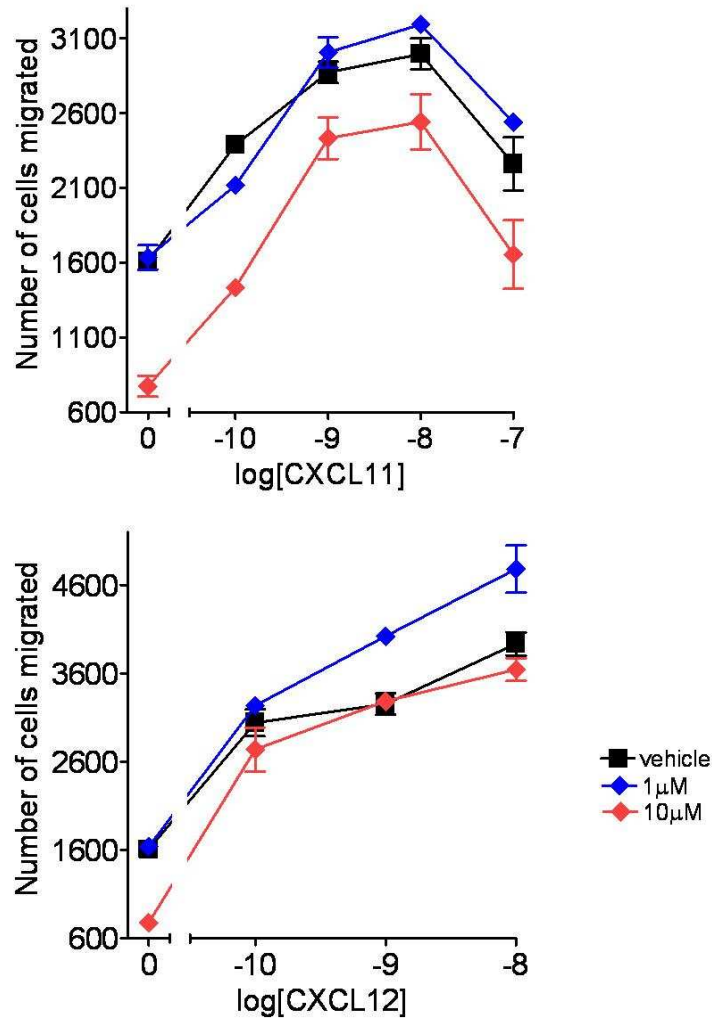 Number of cells migrated
3100
2600
2100
1600
1100
600
0 -10 -9 -8 -7
log[CXCL11]
Number of cells migrated
4600
3600
2600
1600
600
0 -10 -9 -8
log[CXCL12]
vehicle
1μM
10μM